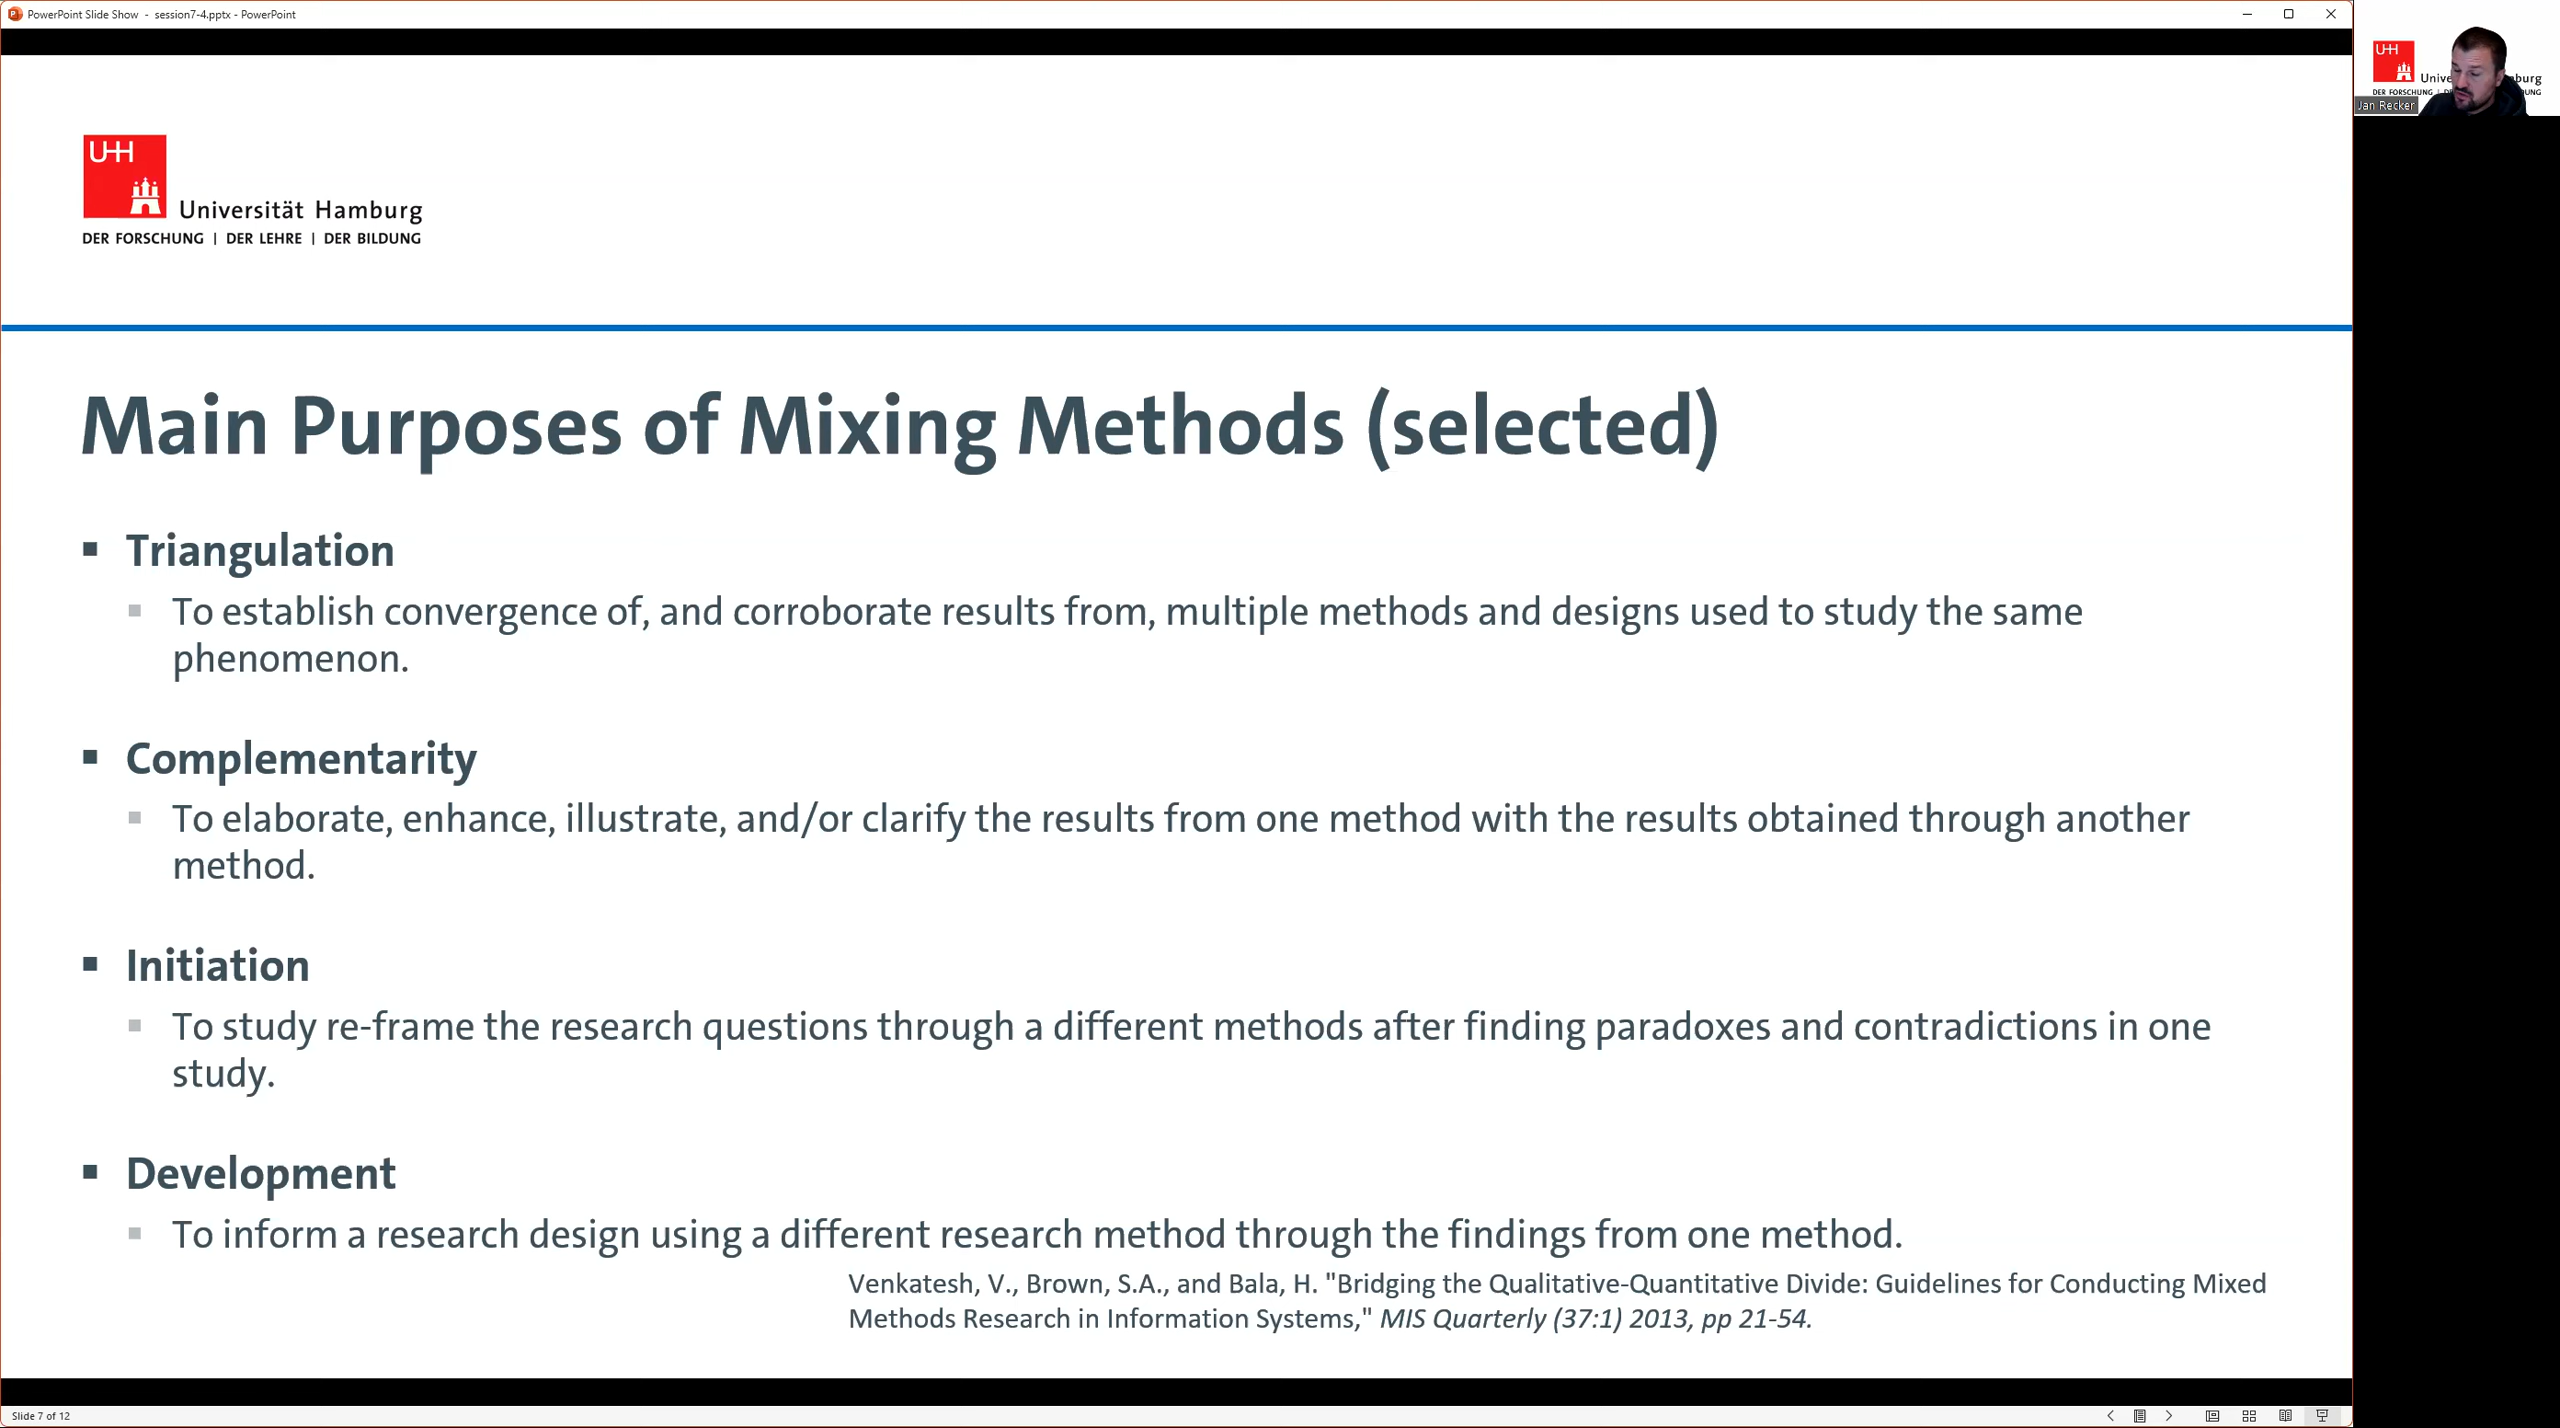 PowerPoint Slide Show - session7-4.pptx - PowerPoint
UHH
Universität Hamburg
DER FORSCHUNG | DER LEHRE | DER BILDUNG
Main Purposes of Mixing Methods (selected)
Triangulation
To establish convergence of, and corroborate results from, multiple methods and designs used to study the same
phenomenon.
Complementarity
To elaborate, enhance, illustrate, and/or clarify the results from one method with the results obtained through another
method.
Initiation
To study re-frame the research questions through a different methods after finding paradoxes and contradictions in one
study.
Development
To inform a research design using a different research method through the findings from one method.
Venkatesh, V., Brown, S.A., and Bala, H. "Bridging the Qualitative-Quantitative Divide: Guidelines for Conducting Mixed
Methods Research in Information Systems," MIS Quarterly (37:1) 2013, pp 21-54.
Slide 7 of 12
UHH
Jan Recker